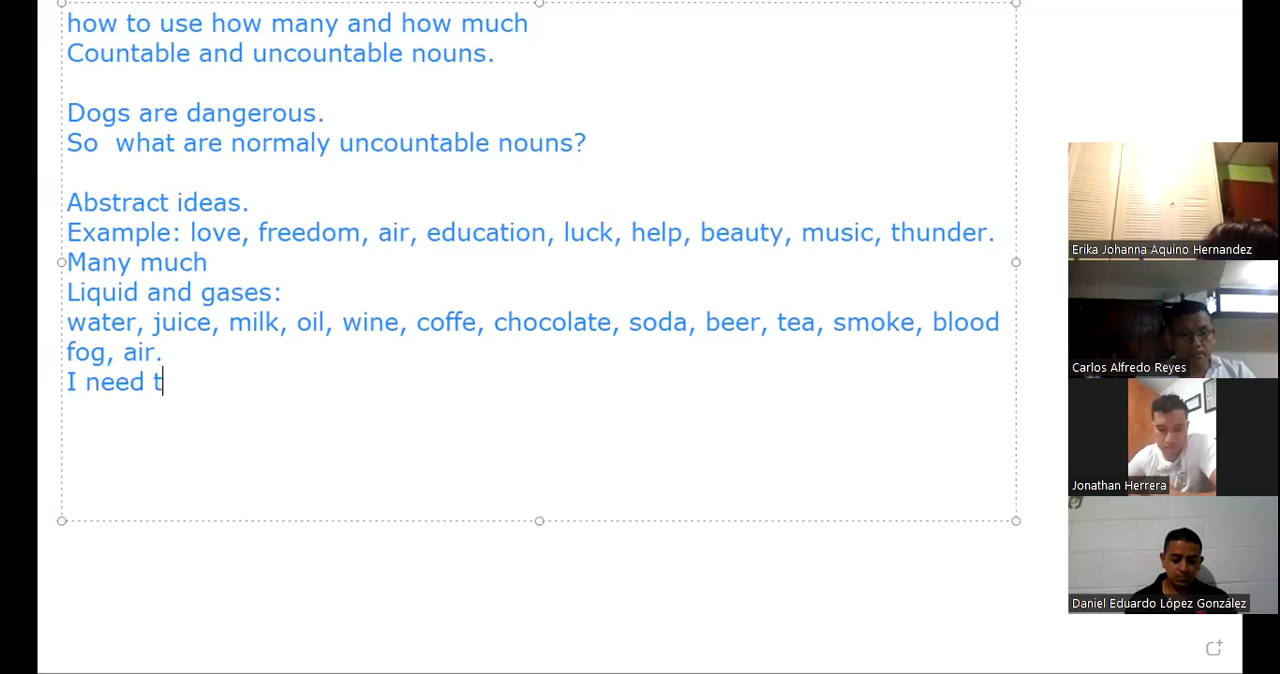 how to use how many and how much
Countable and uncountable nouns.
Dogs are dangerous.
So  what are normaly uncountable nouns?
Abstract ideas.
Example: love, freedom, air, education, luck, help, beauty, music, thunder.
Many much
Liquid and gases:
water, juice, milk, oil, wine, coffe, chocolate, soda, beer, tea, smoke, blood
fog, air.
I need t
Erika Johanna Aquino Hernandez
Carlos Alfredo Reyes
Jonathan Herrera
Daniel Eduardo López González